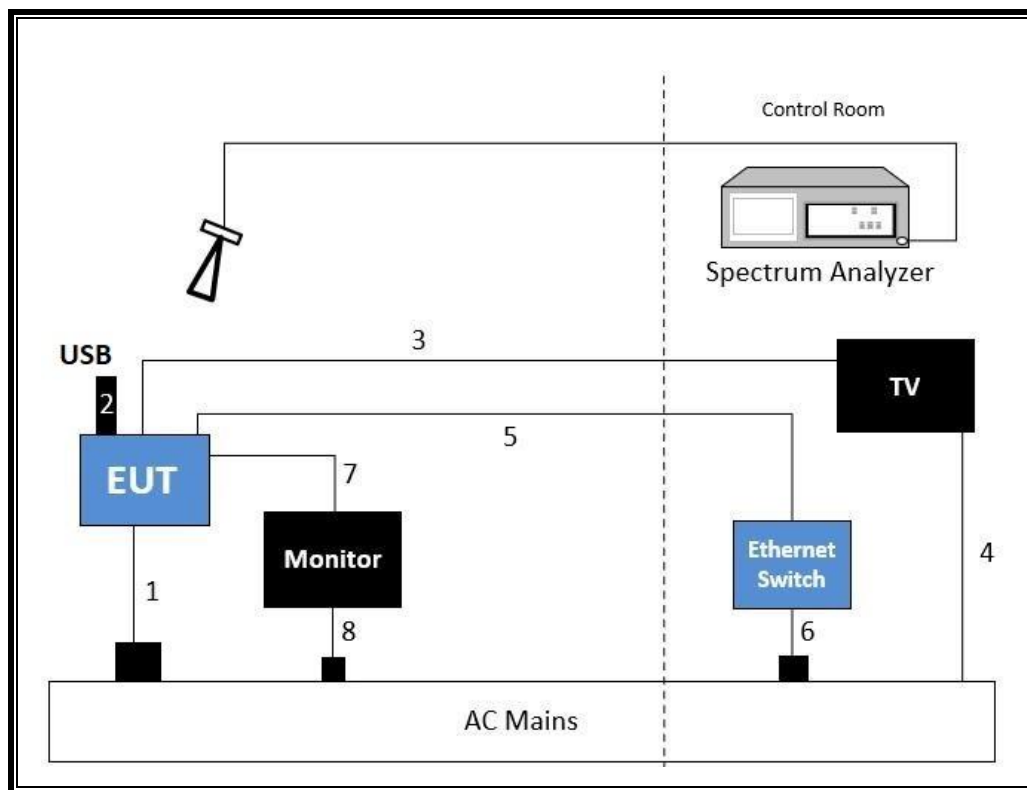 Control Room
Spectrum Analyzer
USB
3
TV
2
5
EUT
7
Monitor
Ethernet
Switch
4
1
8
6
AC Mains